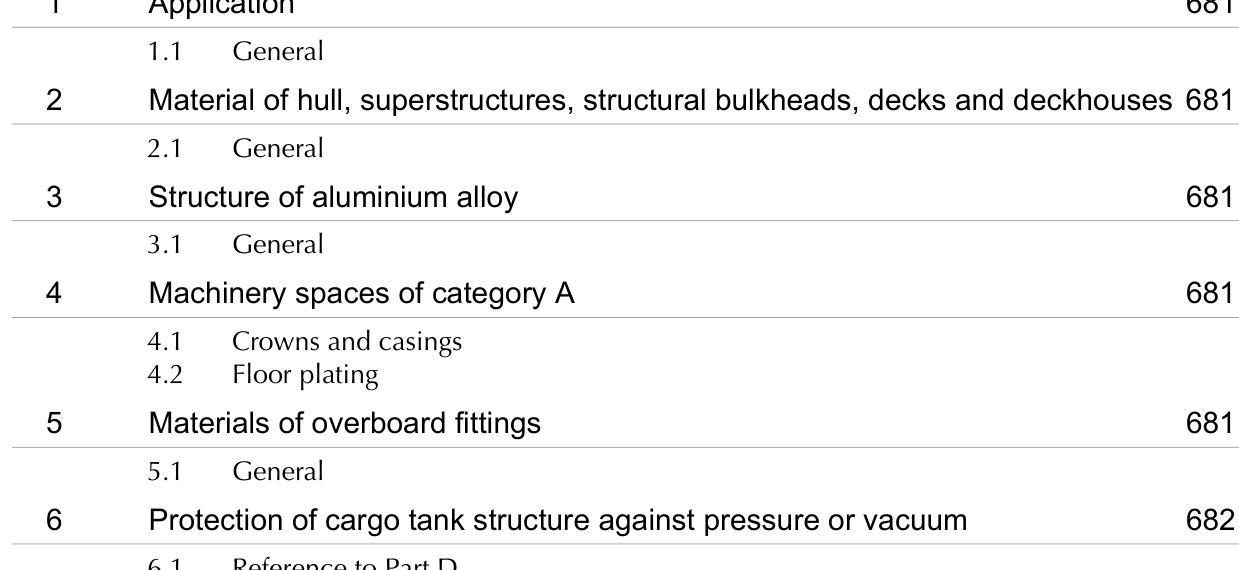 1 Application 681
1.1 General
2 Material of hull, superstructures, structural bulkheads, decks and deckhouses 681
2.1 General
3 Structure of aluminium alloy 681
3.1 General
4 Machinery spaces of category A 681
4.1 Crowns and casings
4.2 Floor plating
5 Materials of overboard fittings 681
5.1 General
6 Protection of cargo tank structure against pressure or vacuum 682
6.1 Reference to Part D